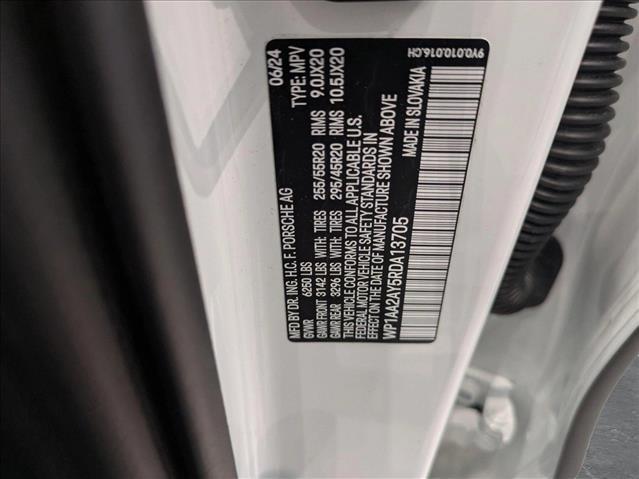 MFD BY DR. ING. H.C. F. PORSCHE AG 06/24
GVWR 6250 LBS TYPE: MPV
GAWR FRONT 3142 LBS WITH: TIRES 255/55R20 RIMS 9.0JX20
GAWR REAR 3296 LBS WITH: TIRES 295/45R20 RIMS 10.5JX20
THIS VEHICLE CONFORMS TO ALL APPLICABLE U.S.
FEDERAL MOTOR VEHICLE SAFETY STANDARDS IN
EFFECT ON THE DATE OF MANUFACTURE SHOWN ABOVE
WP1AA2AY5RDA13705 MADE IN SLOVAKIA
9Y0.010.016.CH